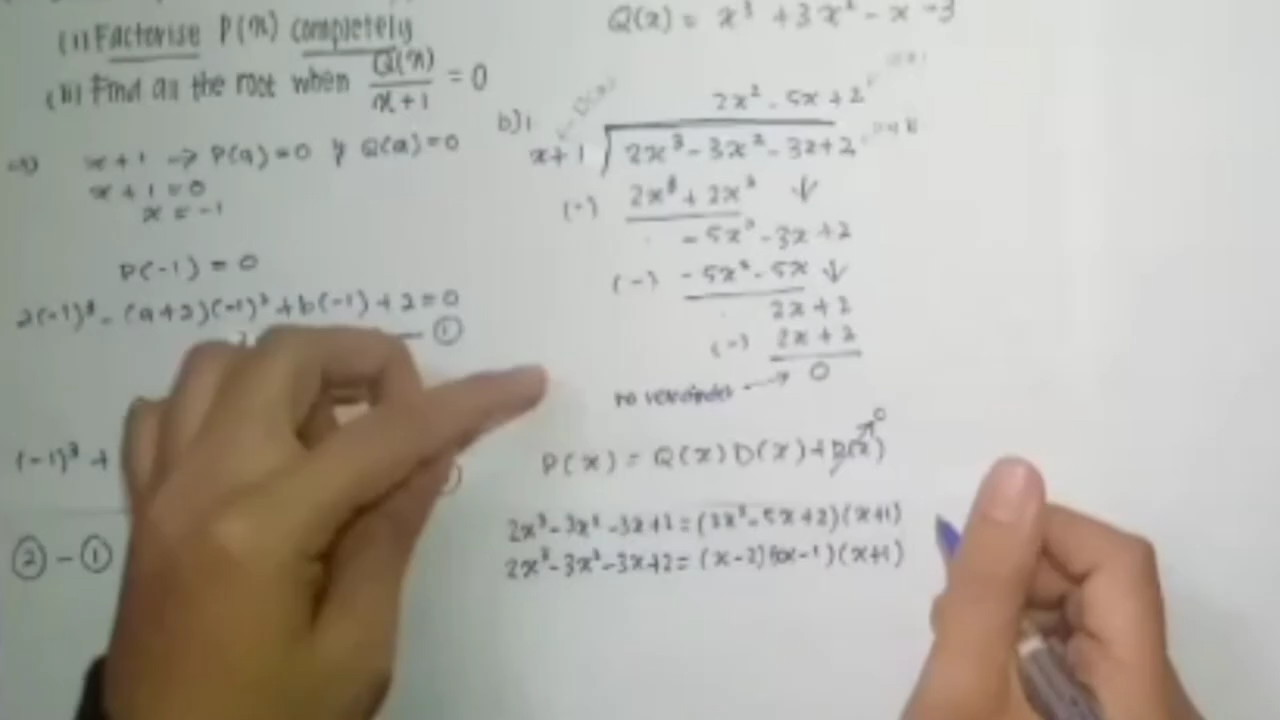 (i) Factorise P(x) completely
(ii) Find all the root when Q(x)/x+1 = 0
a) x+1 → P(a)=0 & Q(a)=0
x+1=0
x = -1
P(-1) = 0
2(-1)³ - (a+2)(-1)² + b(-1) + 2 = 0
①
(-1)³ +
② - ①
Q(x) = x³ + 3x² - x - 3
b) i
2x² - 5x + 2
x+1 ) 2x³ - 3x² - 3x + 2
(-) 2x³ + 2x² ↓
- 5x² - 3x + 2
(-) - 5x² - 5x ↓
2x + 2
(-) 2x + 2
0
no remainder →
P(x) = Q(x) D(x) + R(x) 0
2x³ - 3x² - 3x + 2 = (2x² - 5x + 2)(x+1)
2x³ - 3x² - 3x + 2 = (x-2)(2x-1)(x+1)